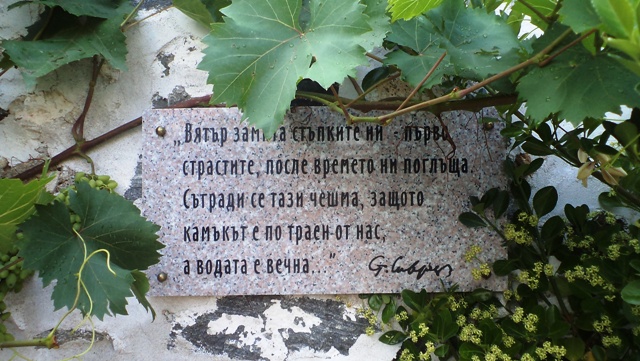 „Вятър замита стъпките ни - първо
страстите, после времето ни поглъща.
Сътради се тази чешма, защото
камъкът е по траен от нас,
а водата е вечна..."